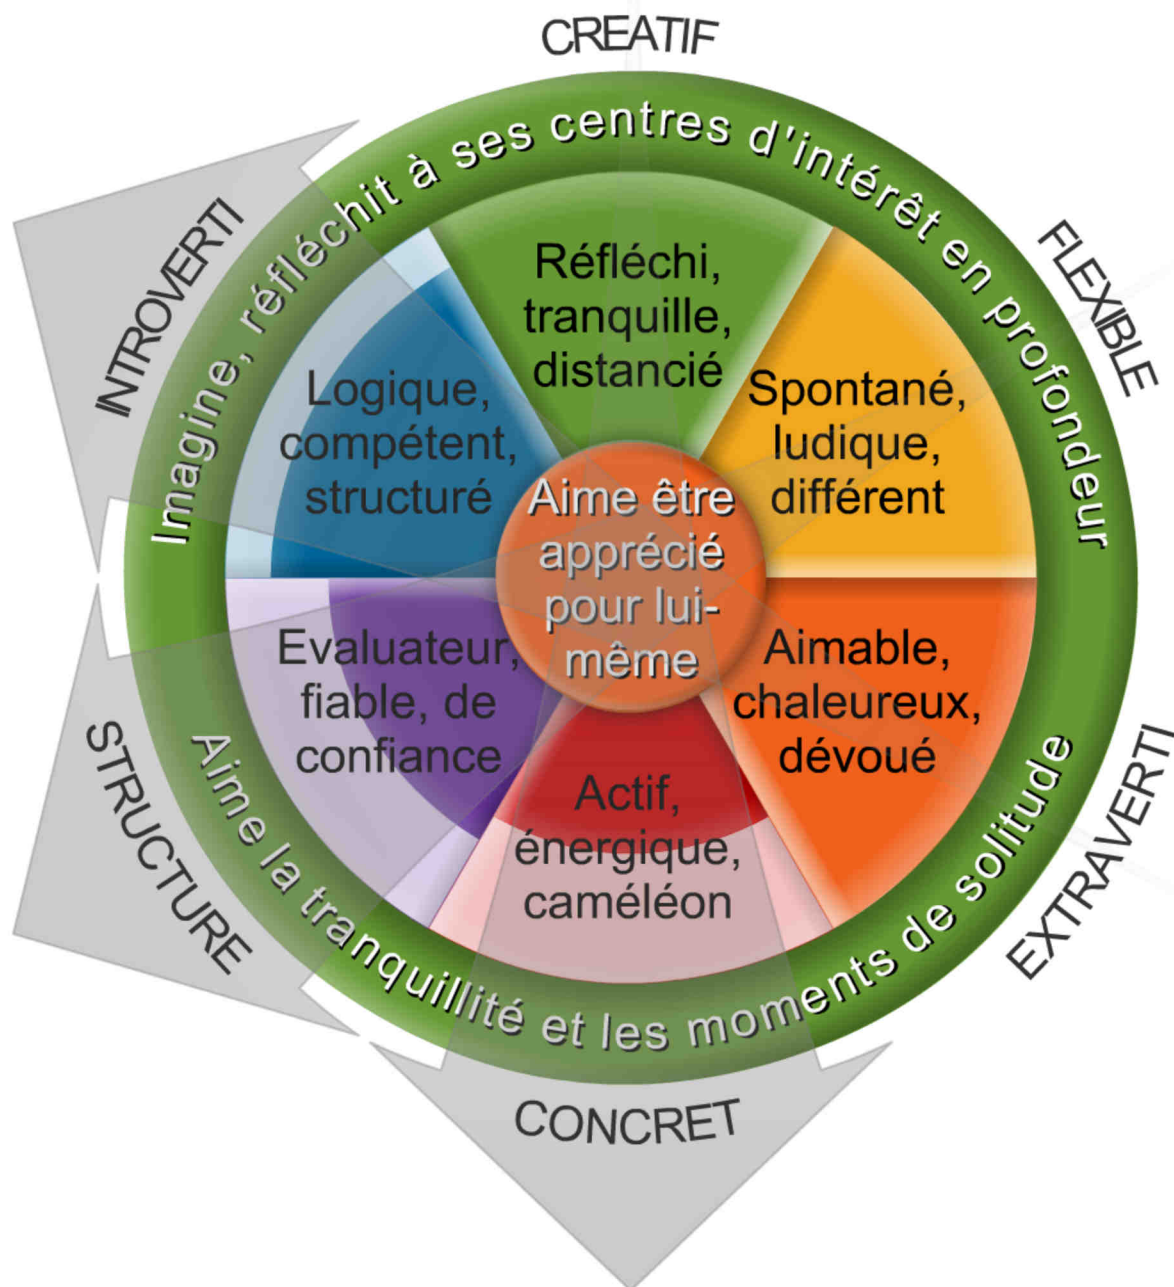 CREATIF
Imagine, réfléchit à ses centres d'intérêt en profondeur
INTROVERTI
FLEXIBLE
Réfléchi,
tranquille,
distancié
Logique,
compétent,
structuré
Spontané,
ludique,
différent
Aime être
apprécié
pour lui-
même
Evaluateur,
fiable, de
confiance
Aimable,
chaleureux,
dévoué
Actif,
énergique,
caméléon
STRUCTURE
EXTRAVERTI
Aime la tranquillité et les moments de solitude
CONCRET